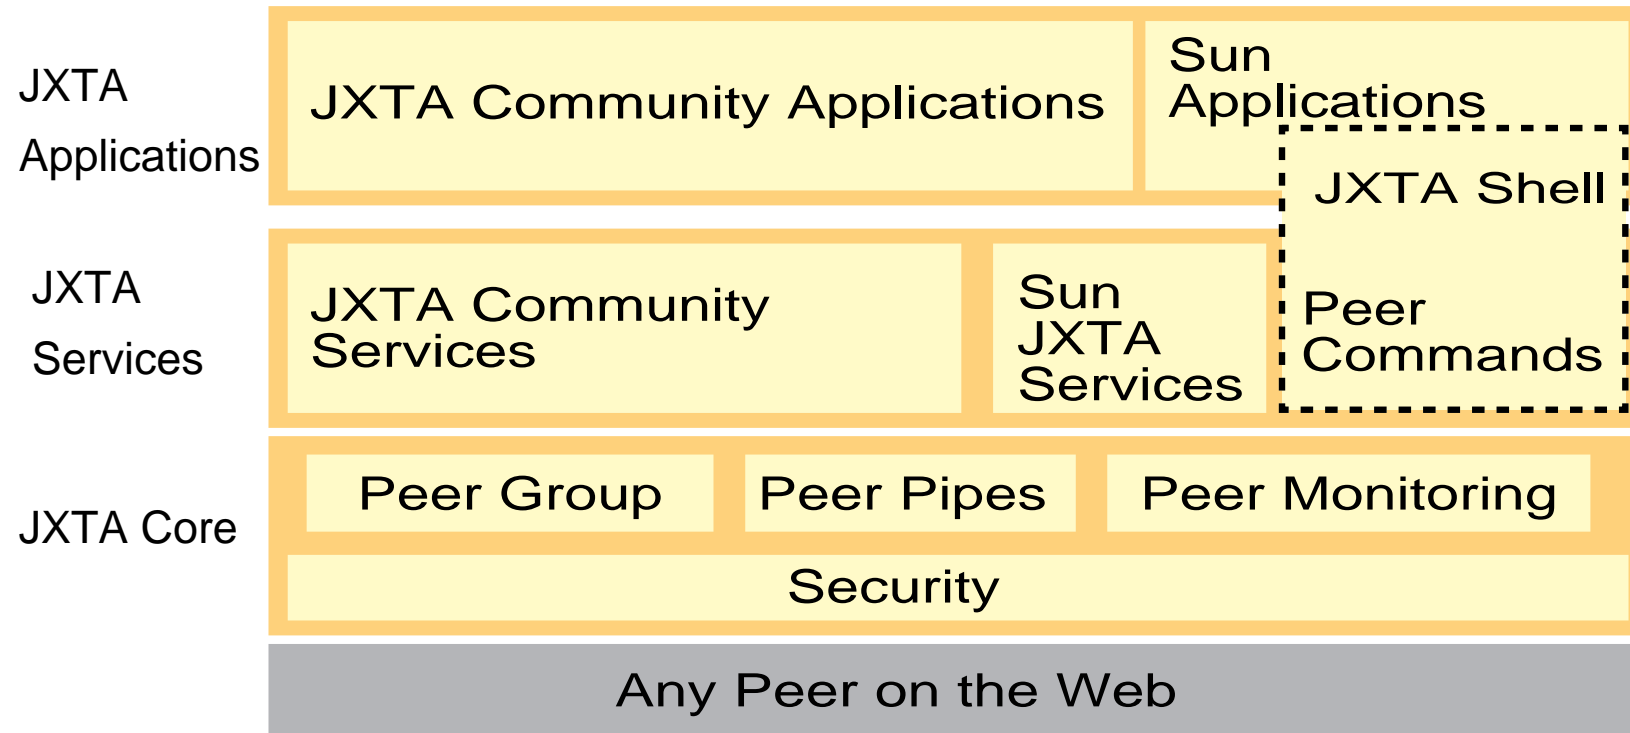 JXTA
Applications
JXTA Community Applications
Sun
Applications
JXTA Shell
JXTA
Services
JXTA Community
Services
Sun
JXTA
Services
Peer
Commands
JXTA Core
Peer Group
Peer Pipes
Peer Monitoring
Security
Any Peer on the Web